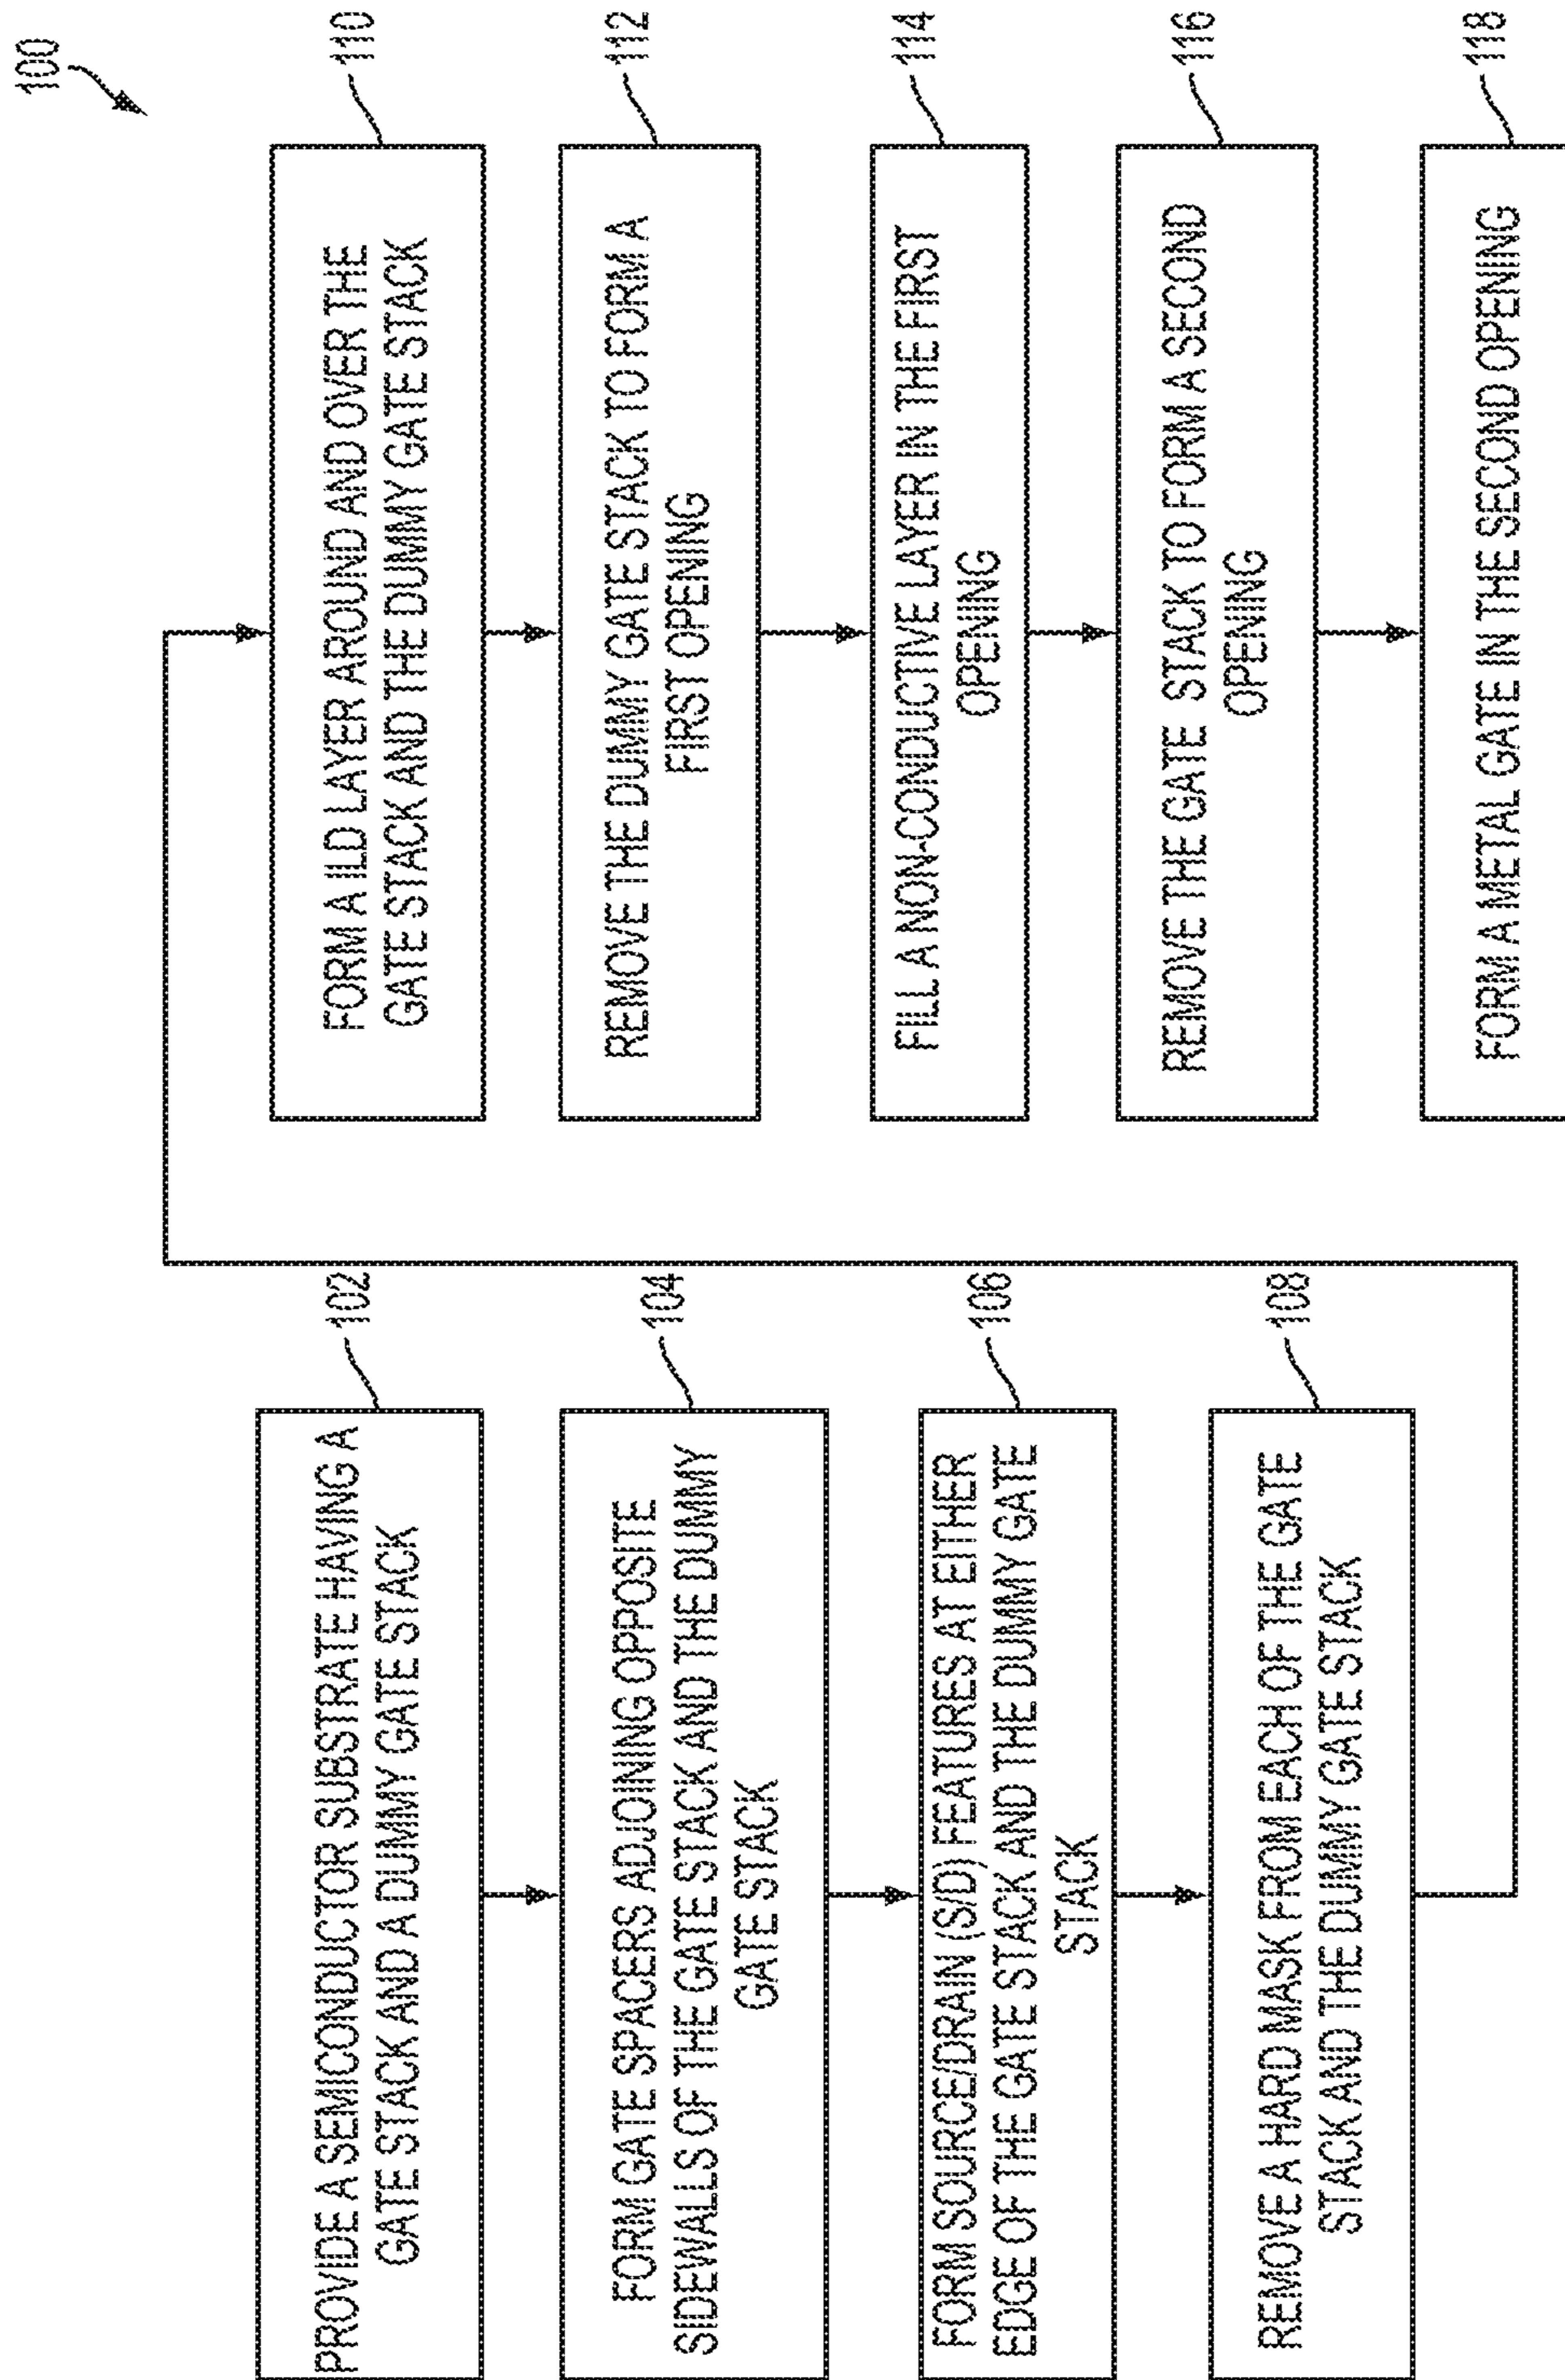 100
PROVIDE A SEMICONDUCTOR SUBSTRATE HAVING A
GATE STACK AND A DUMMY GATE STACK
102
FORM GATE SPACERS ADJOINING OPPOSITE
SIDEWALLS OF THE GATE STACK AND THE DUMMY
GATE STACK
104
FORM SOURCE/DRAIN (S/D) FEATURES AT EITHER
EDGE OF THE GATE STACK AND THE DUMMY GATE
STACK
106
REMOVE A HARD MASK FROM EACH OF THE GATE
STACK AND THE DUMMY GATE STACK
108
FORM A ILD LAYER AROUND AND OVER THE
GATE STACK AND THE DUMMY GATE STACK
110
REMOVE THE DUMMY GATE STACK TO FORM A
FIRST OPENING
112
FILL A NON-CONDUCTIVE LAYER IN THE FIRST
OPENING
114
REMOVE THE GATE STACK TO FORM A SECOND
OPENING
116
FORM A METAL GATE IN THE SECOND OPENING
118